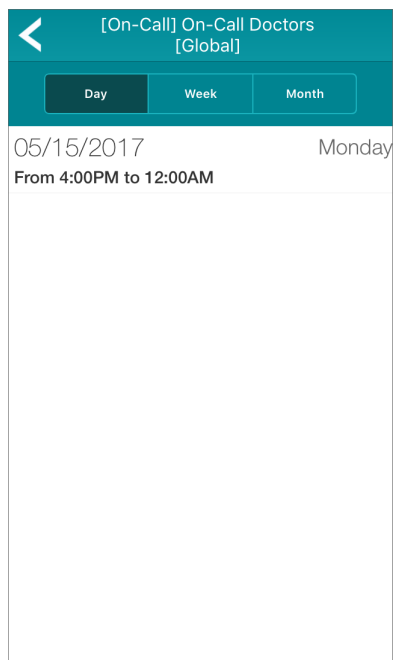 [On-Call] On-Call Doctors
[Global]
Day Week Month
05/15/2017 Monday
From 4:00PM to 12:00AM